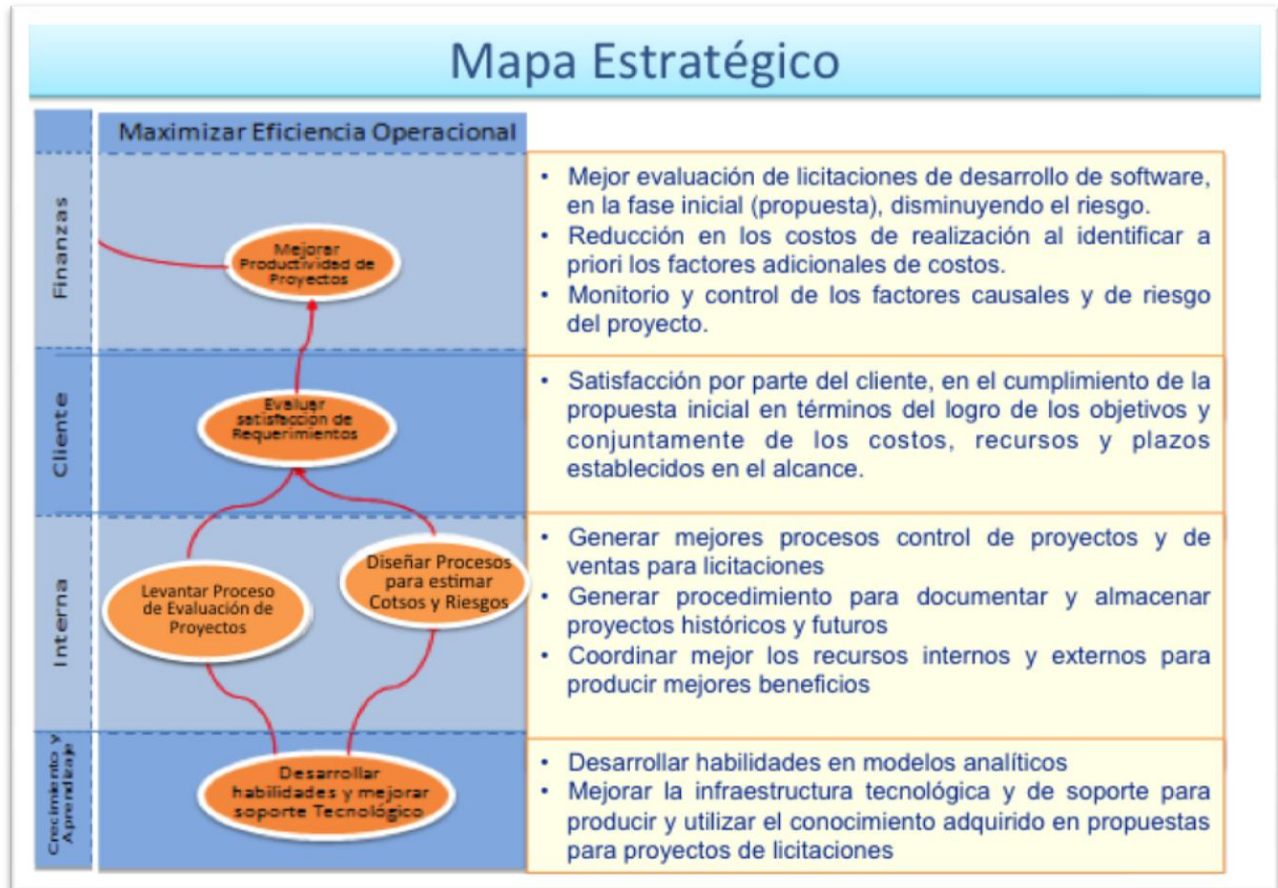 Mapa Estratégico
Maximizar Eficiencia Operacional
Finanzas
Mejorar
Productividad de
Proyectos
• Mejor evaluación de licitaciones de desarrollo de software,
en la fase inicial (propuesta), disminuyendo el riesgo.
• Reducción en los costos de realización al identificar a
priori los factores adicionales de costos.
• Monitorio y control de los factores causales y de riesgo
del proyecto.
Cliente
Evaluar
satisfacción de
Requerimientos
• Satisfacción por parte del cliente, en el cumplimiento de la
propuesta inicial en términos del logro de los objetivos y
conjuntamente de los costos, recursos y plazos
establecidos en el alcance.
Interna
Levantar Proceso
de Evaluación de
Proyectos
Diseñar Procesos
para estimar
Cotsos y Riesgos
• Generar mejores procesos control de proyectos y de
ventas para licitaciones
• Generar procedimiento para documentar y almacenar
proyectos históricos y futuros
• Coordinar mejor los recursos internos y externos para
producir mejores beneficios
Crecimiento y
Aprendizaje
Desarrollar
habilidades y mejorar
soporte Tecnológico
• Desarrollar habilidades en modelos analíticos
• Mejorar la infraestructura tecnológica y de soporte para
producir y utilizar el conocimiento adquirido en propuestas
para proyectos de licitaciones